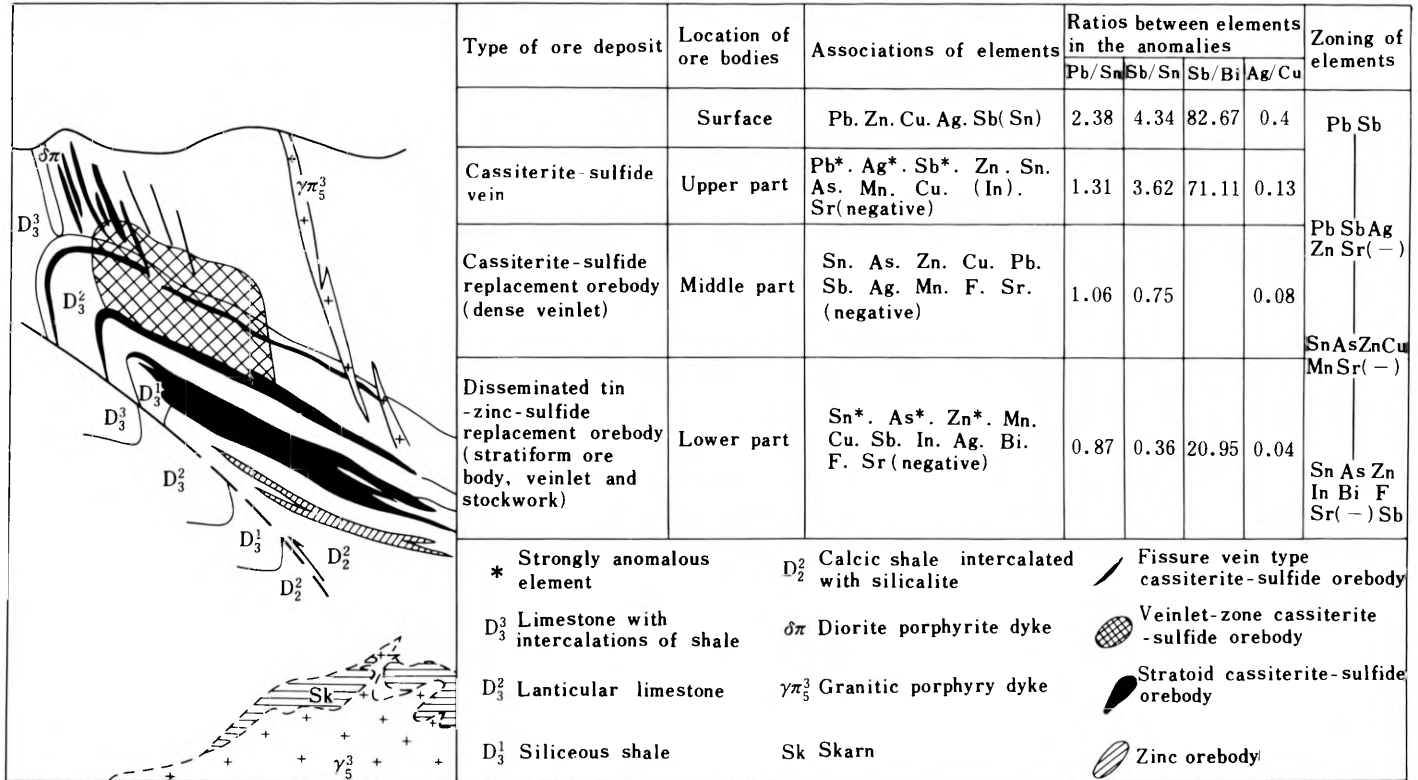 Type of ore deposit
Location of
ore bodies
Associations of elements
Ratios between elements
in the anomalies
Pb/Sn Sb/Sn Sb/Bi Ag/Cu
Zoning of
elements
Surface
Pb. Zn. Cu. Ag. Sb(Sn)
2.38 4.34 82.67 0.4
Cassiterite-sulfide
vein
Upper part
Pb*. Ag*. Sb*. Zn. Sn.
As. Mn. Cu. (In).
Sr(negative)
1.31 3.62 71.11 0.13
Cassiterite-sulfide
replacement orebody
(dense veinlet)
Middle part
Sn. As. Zn. Cu. Pb.
Sb. Ag. Mn. F. Sr.
(negative)
1.06 0.75 0.08
Disseminated tin
-zinc-sulfide
replacement orebody
(stratiform ore
body, veinlet and
stockwork)
Lower part
Sn*. As*. Zn*. Mn.
Cu. Sb. In. Ag. Bi.
F. Sr(negative)
0.87 0.36 20.95 0.04
Pb Sb
Pb Sb Ag
Zn Sr(−)
Sn As Zn Cu
Mn Sr(−)
Sn As Zn
In Bi F
Sr(−) Sb
δπ
γπ₅³
D₃³
D₃²
D₃¹
D₃³
D₃²
D₃¹
D₂²
D₂²
Sk
γ₅³
* Strongly anomalous
element
D₃³ Limestone with
intercalations of shale
D₃² Lanticular limestone
D₃¹ Siliceous shale
D₂² Calcic shale intercalated
with silicalite
δπ Diorite porphyrite dyke
γπ₅³ Granitic porphyry dyke
Sk Skarn
Fissure vein type
cassiterite-sulfide orebody
Veinlet-zone cassiterite
-sulfide orebody
Stratoid cassiterite-sulfide
orebody
Zinc orebody